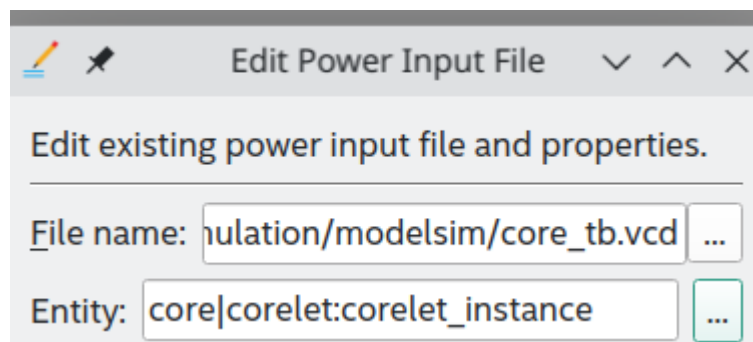 Edit Power Input File
Edit existing power input file and properties.
File name: nulation/modelsim/core_tb.vcd ...
Entity: core|corelet:corelet_instance ...